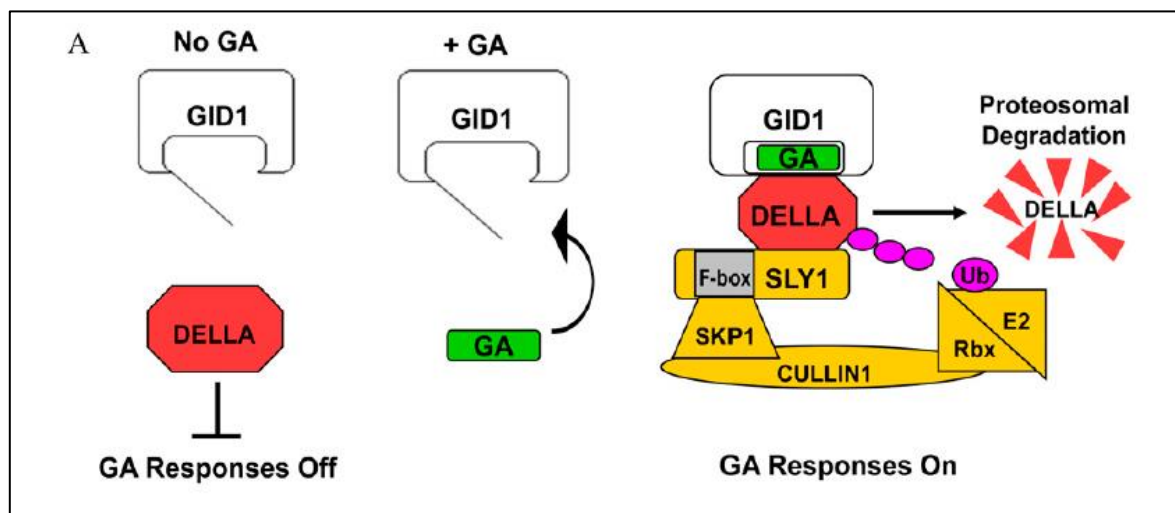 A
No GA
+ GA
GID1
GID1
GID1
GA
Proteosomal
Degradation
DELLA
DELLA
DELLA
F-box
SLY1
Ub
GA
SKP1
E2
Rbx
CULLIN1
GA Responses Off
GA Responses On